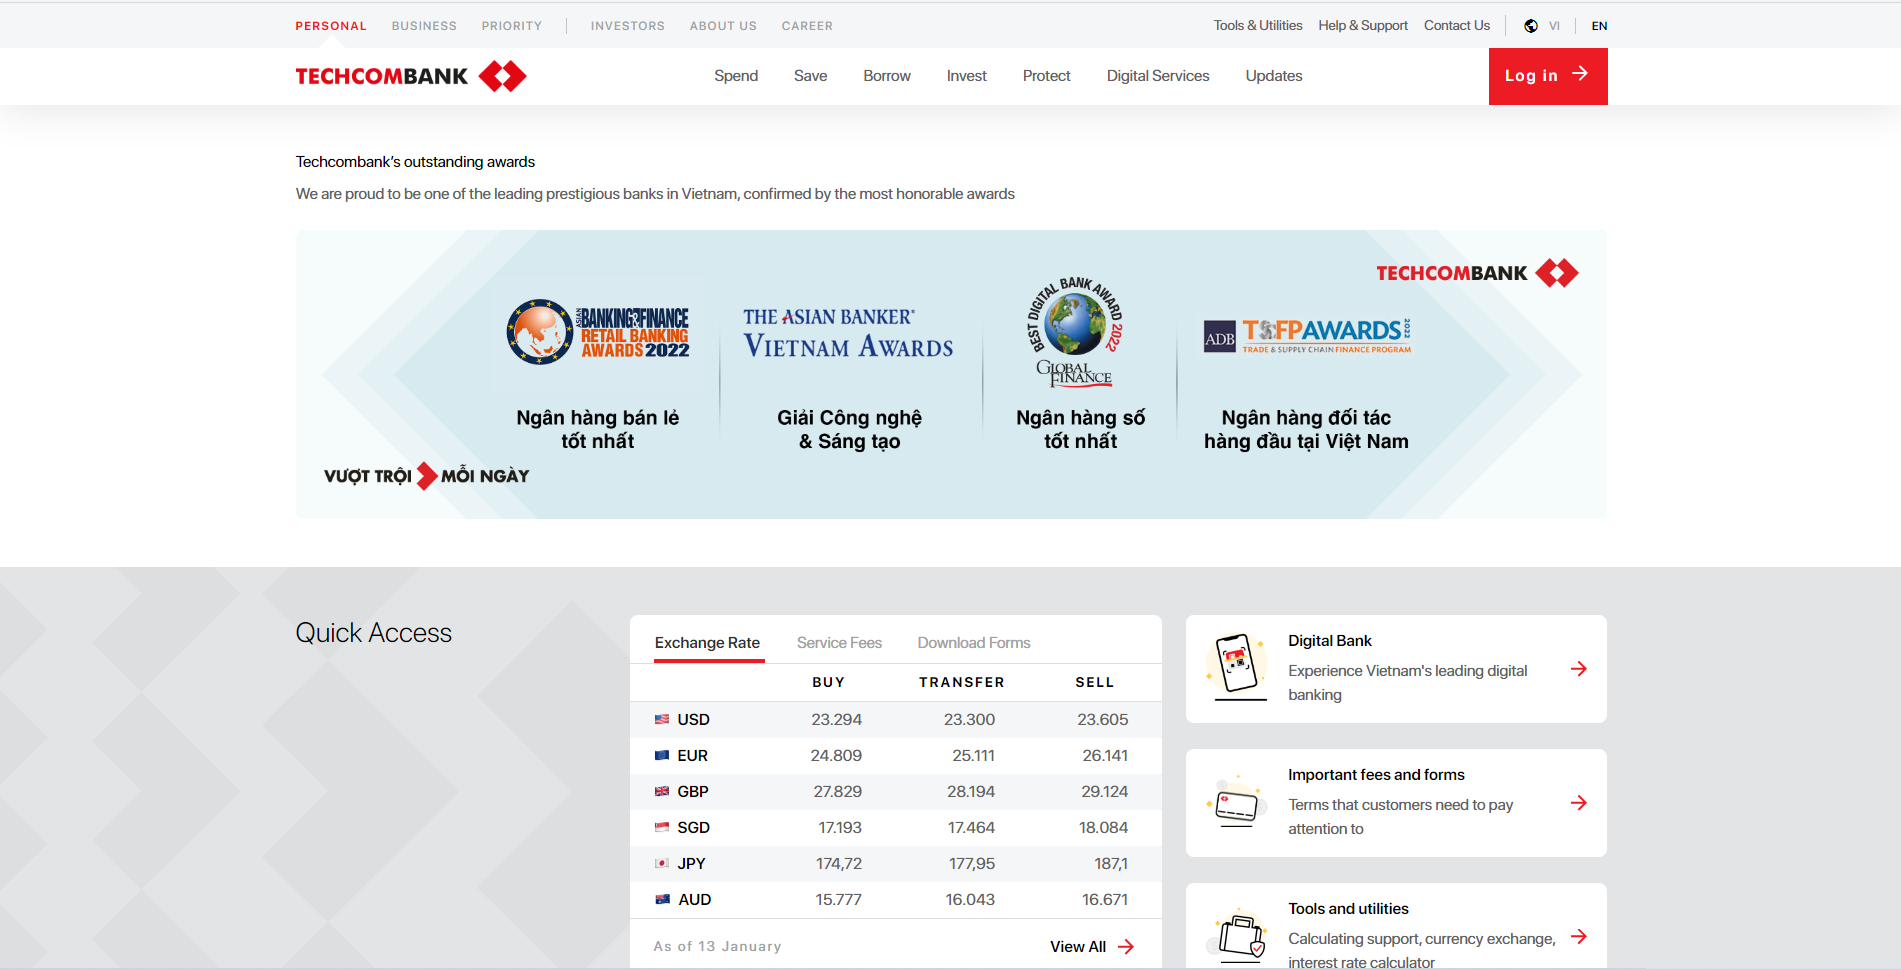 PERSONAL BUSINESS PRIORITY INVESTORS ABOUT US CAREER Tools & Utilities Help & Support Contact Us VI EN
TECHCOMBANK Spend Save Borrow Invest Protect Digital Services Updates Log in
Techcombank's outstanding awards
We are proud to be one of the leading prestigious banks in Vietnam, confirmed by the most honorable awards
TECHCOMBANK
ASIAN BANKING & FINANCE
RETAIL BANKING
AWARDS 2022
Ngân hàng bán lẻ
tốt nhất
THE ASIAN BANKER®
VIETNAM AWARDS
Giải Công nghệ
& Sáng tạo
BEST DIGITAL BANK AWARD 2022
GLOBAL
FINANCE
Ngân hàng số
tốt nhất
ADB TSFPAWARDS 2022
TRADE & SUPPLY CHAIN FINANCE PROGRAM
Ngân hàng đối tác
hàng đầu tại Việt Nam
VƯỢT TRỘI MỖI NGÀY
Quick Access
Exchange Rate Service Fees Download Forms
BUY TRANSFER SELL
USD 23.294 23.300 23.605
EUR 24.809 25.111 26.141
GBP 27.829 28.194 29.124
SGD 17.193 17.464 18.084
JPY 174,72 177,95 187,1
AUD 15.777 16.043 16.671
As of 13 January View All
Digital Bank
Experience Vietnam's leading digital
banking
Important fees and forms
Terms that customers need to pay
attention to
Tools and utilities
Calculating support, currency exchange,
interest rate calculator